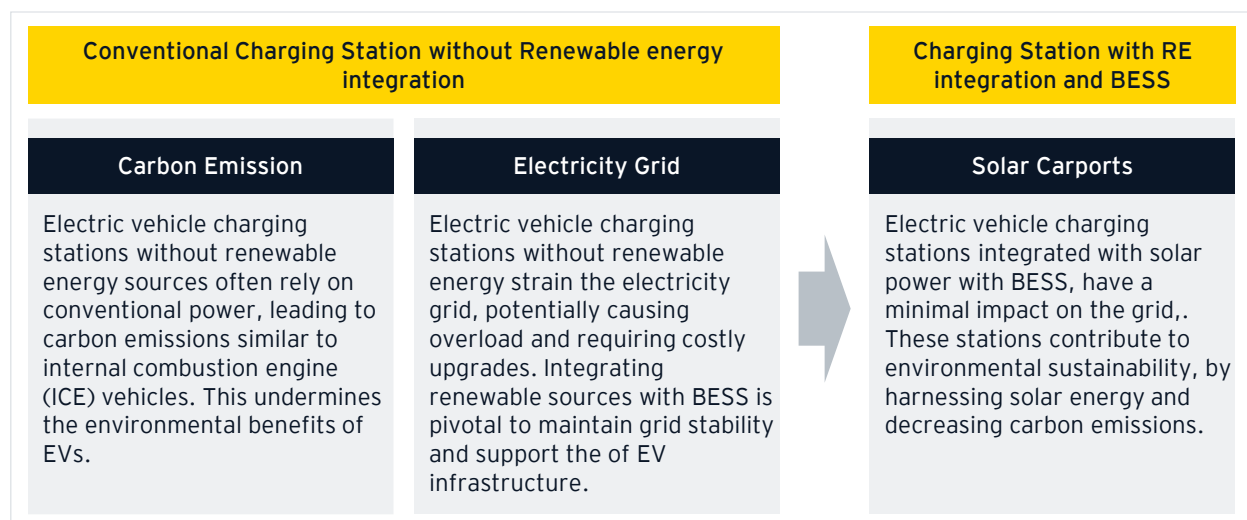 Conventional Charging Station without Renewable energy
integration
Charging Station with RE
integration and BESS
Carbon Emission
Electric vehicle charging
stations without renewable
energy sources often rely on
conventional power, leading to
carbon emissions similar to
internal combustion engine
(ICE) vehicles. This undermines
the environmental benefits of
EVs.
Electricity Grid
Electric vehicle charging
stations without renewable
energy strain the electricity
grid, potentially causing
overload and requiring costly
upgrades. Integrating
renewable sources with BESS is
pivotal to maintain grid stability
and support the of EV
infrastructure.
Solar Carports
Electric vehicle charging
stations integrated with solar
power with BESS, have a
minimal impact on the grid,.
These stations contribute to
environmental sustainability, by
harnessing solar energy and
decreasing carbon emissions.